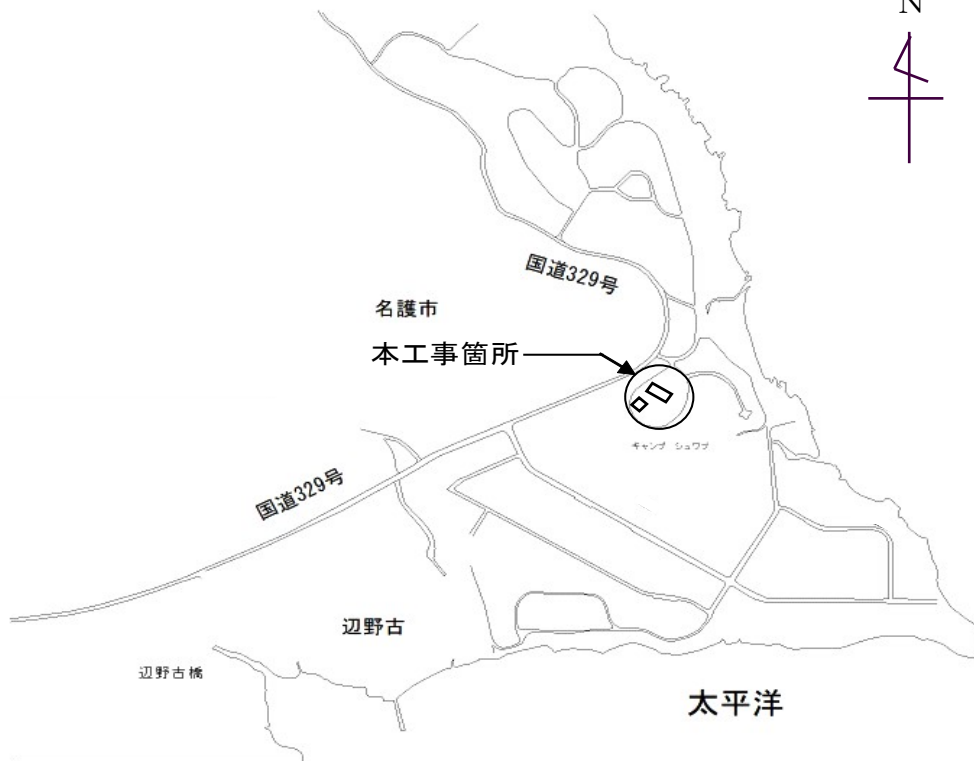 N
国道329号
名護市
本工事箇所
キャンプ シュワブ
国道329号
辺野古
辺野古橋
太平洋